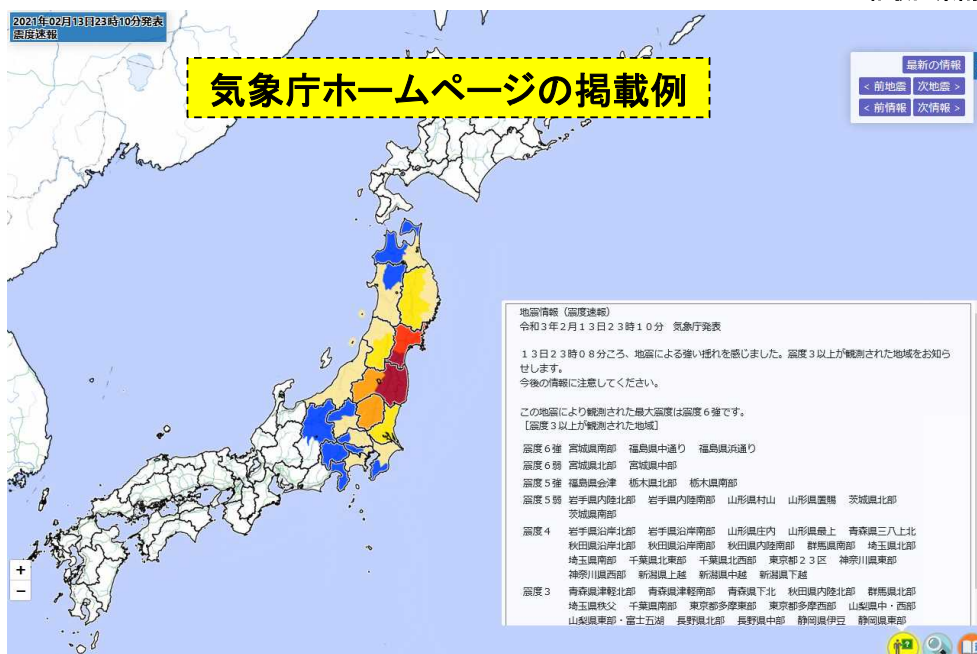 2021年02月13日23時10分発表
震度速報
気象庁ホームページの掲載例
最新の情報
< 前地震 次地震 >
< 前情報 次情報 >
地震情報（震度速報）
令和３年２月１３日２３時１０分　気象庁発表
１３日２３時０８分ころ、地震による強い揺れを感じました。震度３以上が観測された地域をお知ら
せします。
今後の情報に注意してください。
この地震により観測された最大震度は震度６強です。
［震度３以上が観測された地域］
震度６強 宮城県南部　福島県中通り　福島県浜通り
震度６弱 宮城県北部　宮城県中部
震度５強 福島県会津　栃木県北部　栃木県南部
震度５弱 岩手県内陸北部　岩手県内陸南部　山形県村山　山形県置賜　茨城県北部
茨城県南部
震度４ 岩手県沿岸北部　岩手県沿岸南部　山形県庄内　山形県最上　青森県三八上北
秋田県沿岸北部　秋田県沿岸南部　秋田県内陸南部　群馬県南部　埼玉県北部
埼玉県南部　千葉県北東部　千葉県北西部　東京都２３区　神奈川県東部
神奈川県西部　新潟県上越　新潟県中越　新潟県下越
震度３ 青森県津軽北部　青森県津軽南部　青森県下北　秋田県内陸北部　群馬県北部
埼玉県秩父　千葉県南部　東京都多摩東部　東京都多摩西部　山梨県中・西部
山梨県東部・富士五湖　長野県北部　長野県中部　静岡県伊豆　静岡県東部
+
−